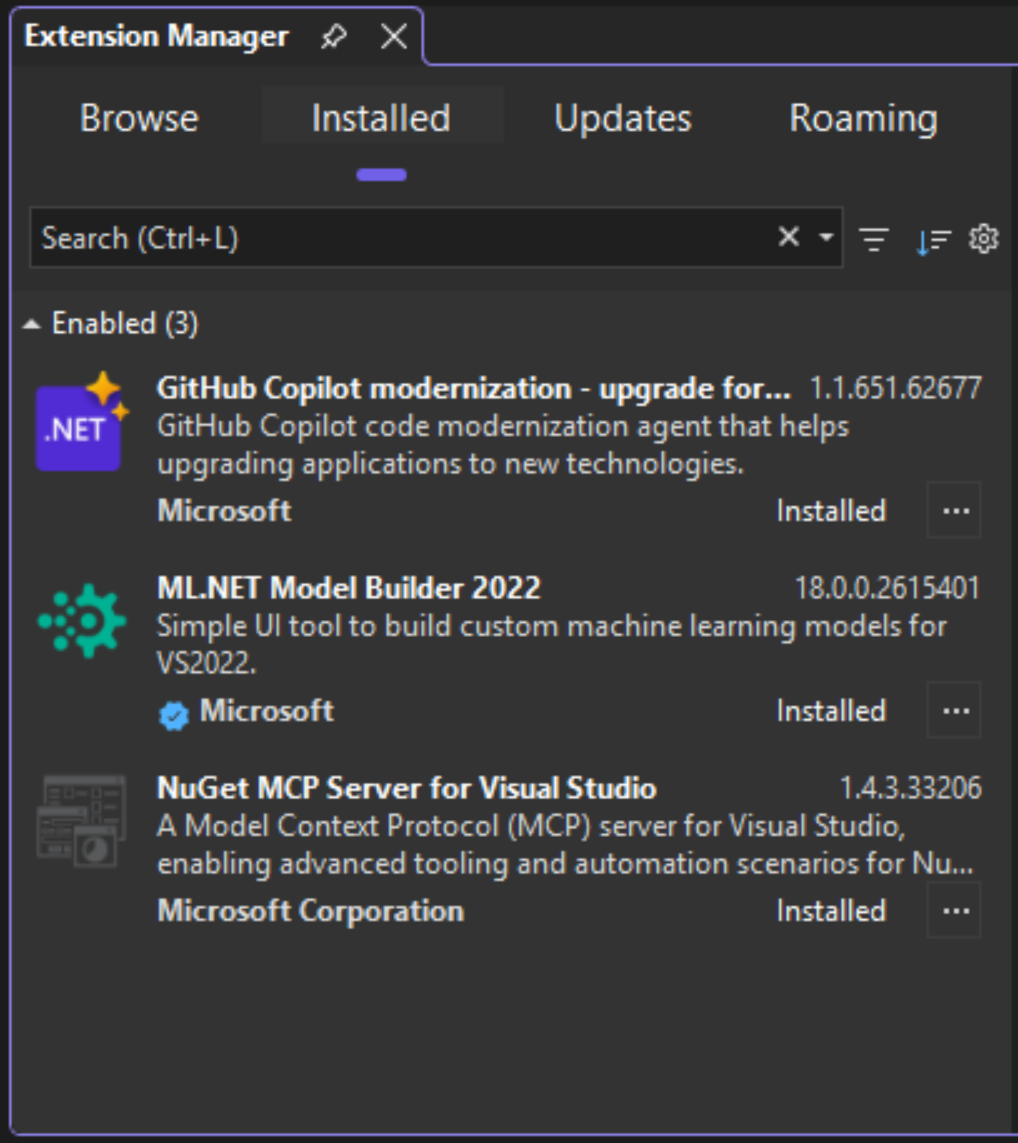 Extension Manager
Browse Installed Updates Roaming
Search (Ctrl+L)
Enabled (3)
.NET
GitHub Copilot modernization - upgrade for... 1.1.651.62677
GitHub Copilot code modernization agent that helps
upgrading applications to new technologies.
Microsoft Installed
ML.NET Model Builder 2022 18.0.0.2615401
Simple UI tool to build custom machine learning models for
VS2022.
Microsoft Installed
NuGet MCP Server for Visual Studio 1.4.3.33206
A Model Context Protocol (MCP) server for Visual Studio,
enabling advanced tooling and automation scenarios for Nu...
Microsoft Corporation Installed